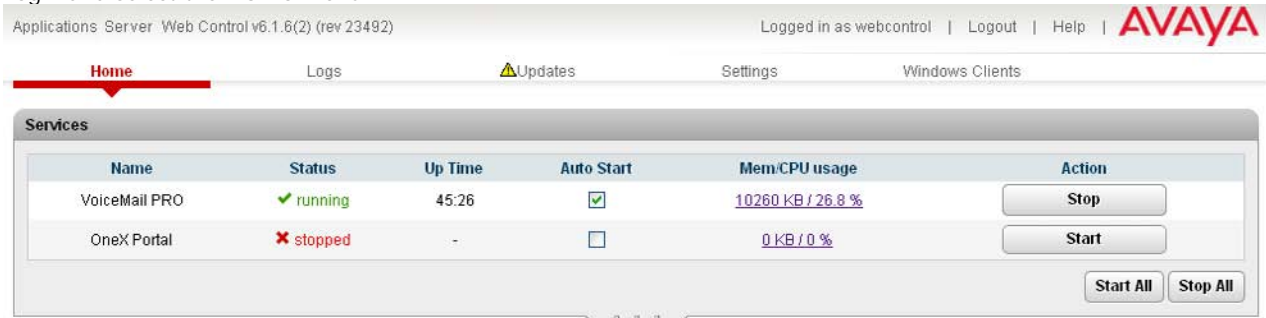 Applications Server Web Control v6.1.6(2) (rev 23492)
Logged in as webcontrol | Logout | Help | AVAYA
Home Logs Updates Settings Windows Clients
Services
Name Status Up Time Auto Start Mem/CPU usage Action
VoiceMail PRO running 45:26 10260 KB / 26.8 % Stop
OneX Portal stopped - 0 KB / 0 % Start
Start All Stop All